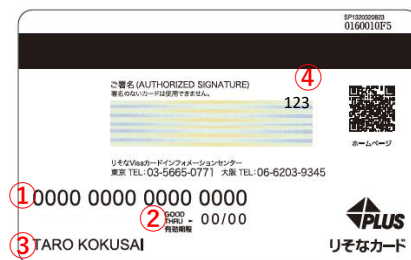 SP1320320823
0160010F5
ご署名(AUTHORIZED SIGNATURE)
署名のないカードは使用できません。
④
123
ホームページ
りそなVisaカードインフォメーションセンター
東京 TEL:03-5665-0771 大阪 TEL:06-6203-9345
①0000 0000 0000 0000
②GOOD THRU 有効期限 ► 00/00
③TARO KOKUSAI
PLUS
りそなカード